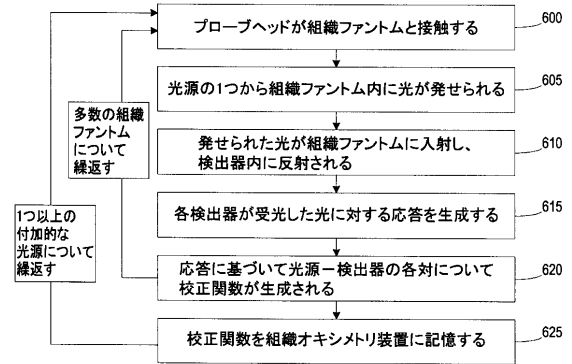 プローブヘッドが組織ファントムと接触する
600
光源の1つから組織ファントム内に光が発せられる
605
多数の組織
ファントム
について
繰返す
発せられた光が組織ファントムに入射し、
検出器内に反射される
610
各検出器が受光した光に対する応答を生成する
615
1つ以上の
付加的な
光源について
繰返す
応答に基づいて光源－検出器の各対について
校正関数が生成される
620
校正関数を組織オキシメトリ装置に記憶する
625